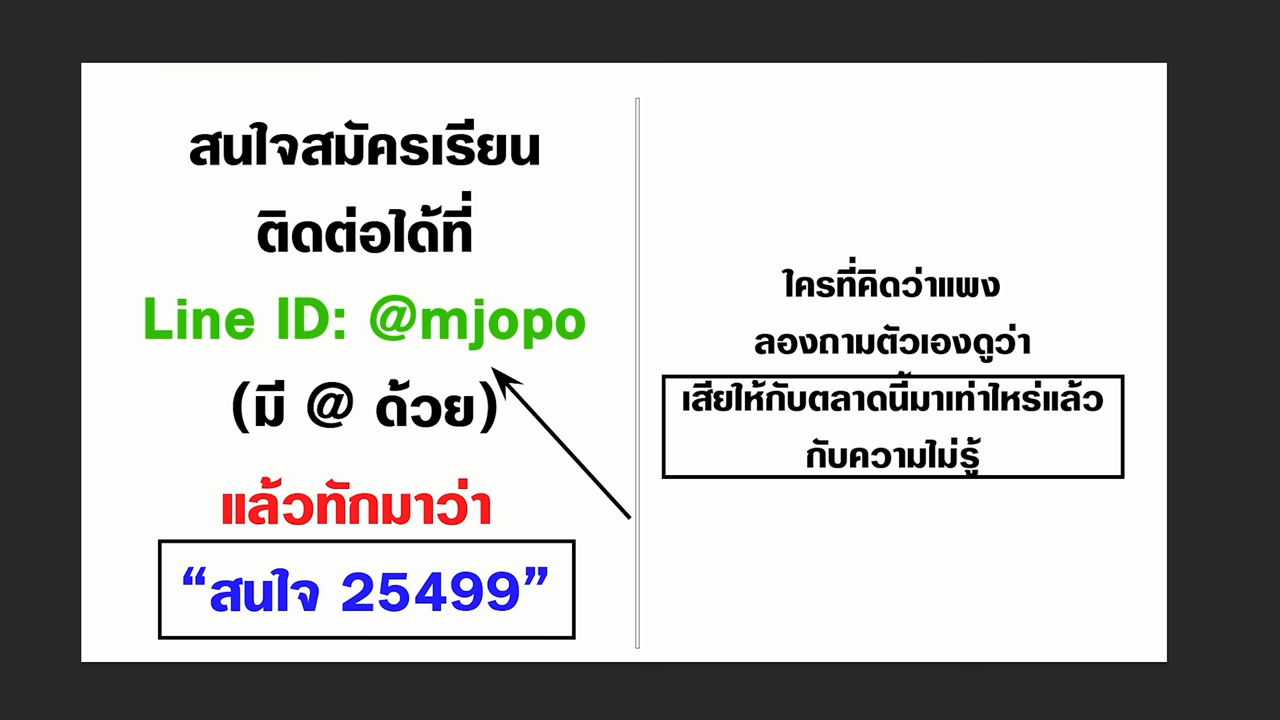 สนใจสมัครเรียน
ติดต่อได้ที่
Line ID: @mjopo
(มี @ ด้วย)
แล้วทักมาว่า
“สนใจ 25499”
ใครที่คิดว่าแพง
ลองถามตัวเองดูว่า
เสียให้กับตลาดนี้มาเท่าไหร่แล้ว
กับความไม่รู้